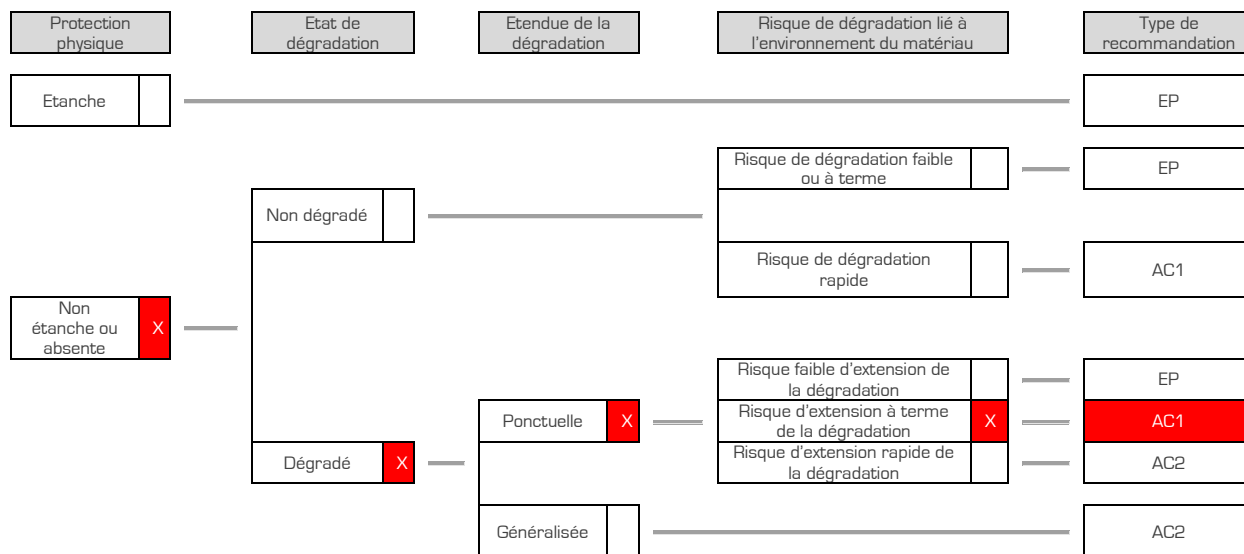 Protection
physique
Etat de
dégradation
Etendue de la
dégradation
Risque de dégradation lié à
l'environnement du matériau
Type de
recommandation
Etanche
EP
Risque de dégradation faible
ou à terme
EP
Non dégradé
Risque de dégradation
rapide
AC1
Non
étanche ou
absente
X
Risque faible d'extension de
la dégradation
EP
Ponctuelle
X
Risque d'extension à terme
de la dégradation
X
AC1
Dégradé
X
Risque d'extension rapide de
la dégradation
AC2
Généralisée
AC2